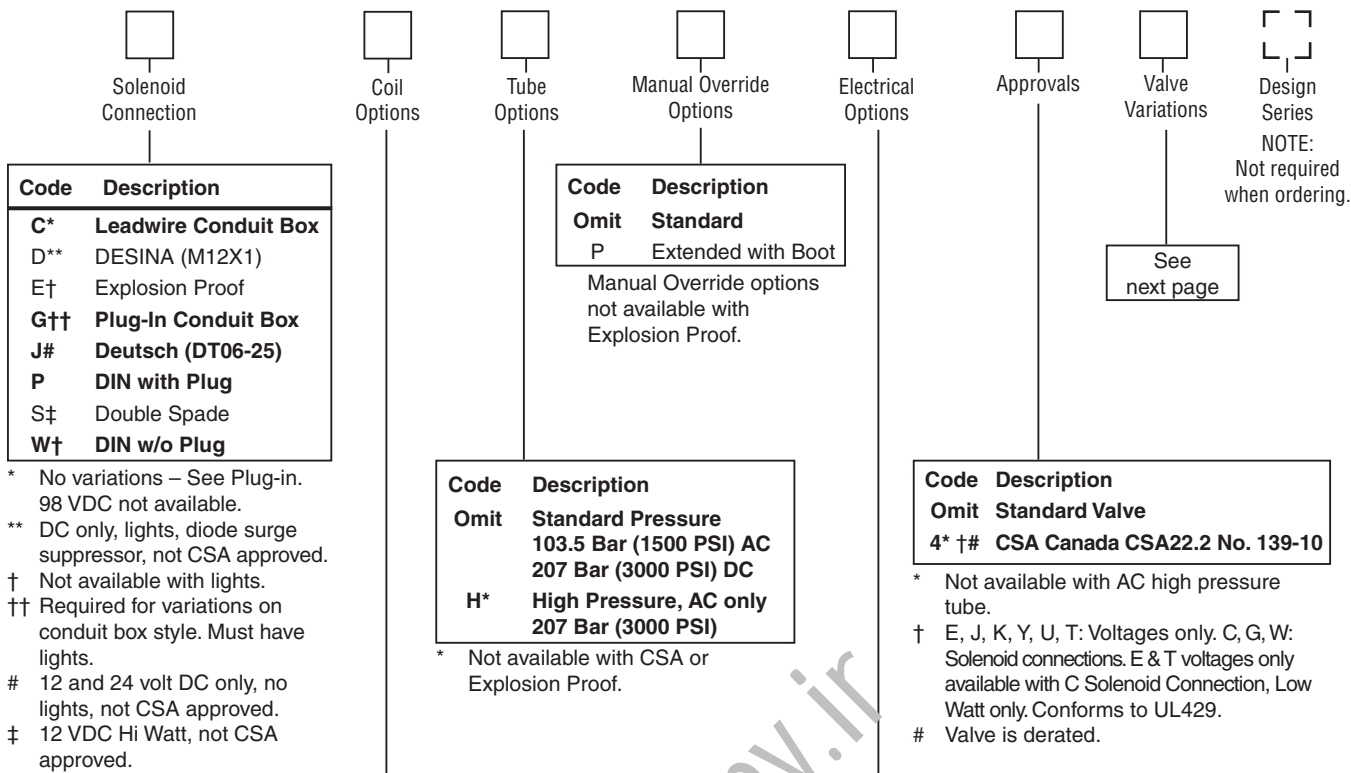 Solenoid
Connection
Coil
Options
Tube
Options
Manual Override
Options
Electrical
Options
Approvals
Valve
Variations
Design
Series
NOTE:
Not required
when ordering.
Code Description
C* Leadwire Conduit Box
D** DESINA (M12X1)
E† Explosion Proof
G†† Plug-In Conduit Box
J# Deutsch (DT06-25)
P DIN with Plug
S‡ Double Spade
W† DIN w/o Plug
* No variations – See Plug-in.
98 VDC not available.
** DC only, lights, diode surge
suppressor, not CSA approved.
† Not available with lights.
†† Required for variations on
conduit box style. Must have
lights.
# 12 and 24 volt DC only, no
lights, not CSA approved.
‡ 12 VDC Hi Watt, not CSA
approved.
Code Description
Omit Standard Pressure
103.5 Bar (1500 PSI) AC
207 Bar (3000 PSI) DC
H* High Pressure, AC only
207 Bar (3000 PSI)
* Not available with CSA or
Explosion Proof.
Code Description
Omit Standard
P Extended with Boot
Manual Override options
not available with
Explosion Proof.
Code Description
Omit Standard Valve
4* †# CSA Canada CSA22.2 No. 139-10
* Not available with AC high pressure
tube.
† E, J, K, Y, U, T: Voltages only. C, G, W:
Solenoid connections. E & T voltages only
available with C Solenoid Connection, Low
Watt only. Conforms to UL429.
# Valve is derated.
See
next page